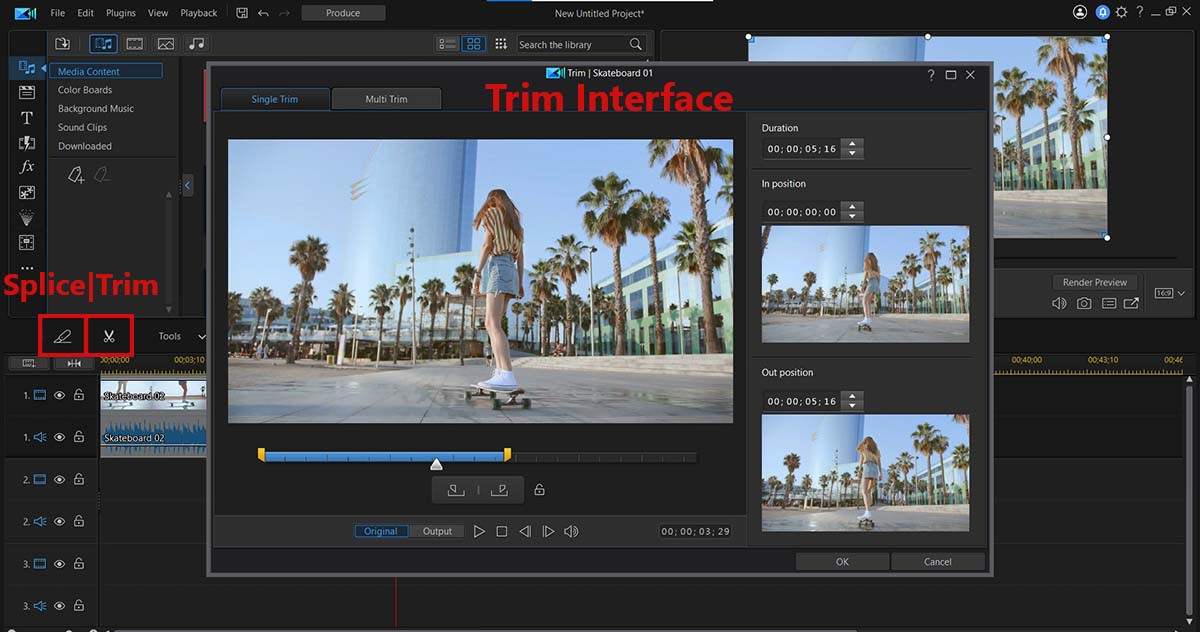 File Edit Plugins View Playback Produce New Untitled Project*
Search the library
Media Content
Color Boards
Background Music
Sound Clips
Downloaded
Trim | Skateboard 01
Single Trim Multi Trim
Trim Interface
Duration
00; 00; 05; 16
In position
00; 00; 00; 00
Out position
00; 00; 05; 16
Original Output
00; 00; 03; 29
OK Cancel
Splice|Trim
Tools
Render Preview
16:9
fx
T
00;00;00 00;03;10 00;40;00 00;43;10 00;46
1. Skateboard 02
1. Skateboard 02
2.
2.
3.
3.